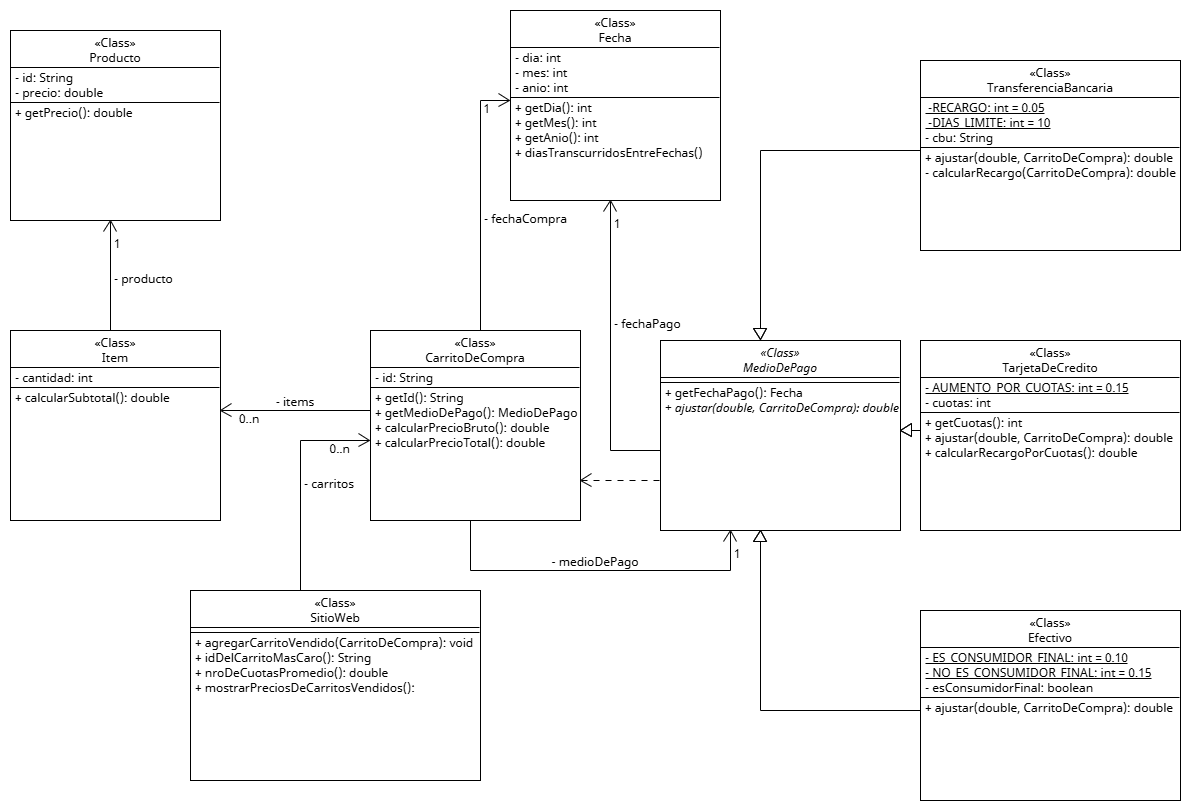 «Class»
Producto
- id: String
- precio: double
+ getPrecio(): double
«Class»
Fecha
- dia: int
- mes: int
- anio: int
+ getDia(): int
+ getMes(): int
+ getAnio(): int
+ diasTranscurridosEntreFechas()
«Class»
TransferenciaBancaria
-RECARGO: int = 0.05
-DIAS_LIMITE: int = 10
- cbu: String
+ ajustar(double, CarritoDeCompra): double
- calcularRecargo(CarritoDeCompra): double
1
- fechaCompra
1
- fechaPago
1
- producto
«Class»
Item
- cantidad: int
+ calcularSubtotal(): double
- items
0..n
«Class»
CarritoDeCompra
- id: String
+ getId(): String
+ getMedioDePago(): MedioDePago
+ calcularPrecioBruto(): double
+ calcularPrecioTotal(): double
0..n
- carritos
«Class»
MedioDePago
+ getFechaPago(): Fecha
+ ajustar(double, CarritoDeCompra): double
«Class»
TarjetaDeCredito
- AUMENTO_POR_CUOTAS: int = 0.15
- cuotas: int
+ getCuotas(): int
+ ajustar(double, CarritoDeCompra): double
+ calcularRecargoPorCuotas(): double
- medioDePago
1
«Class»
SitioWeb
+ agregarCarritoVendido(CarritoDeCompra): void
+ idDelCarritoMasCaro(): String
+ nroDeCuotasPromedio(): double
+ mostrarPreciosDeCarritosVendidos():
«Class»
Efectivo
- ES_CONSUMIDOR_FINAL: int = 0.10
- NO_ES_CONSUMIDOR_FINAL: int = 0.15
- esConsumidorFinal: boolean
+ ajustar(double, CarritoDeCompra): double